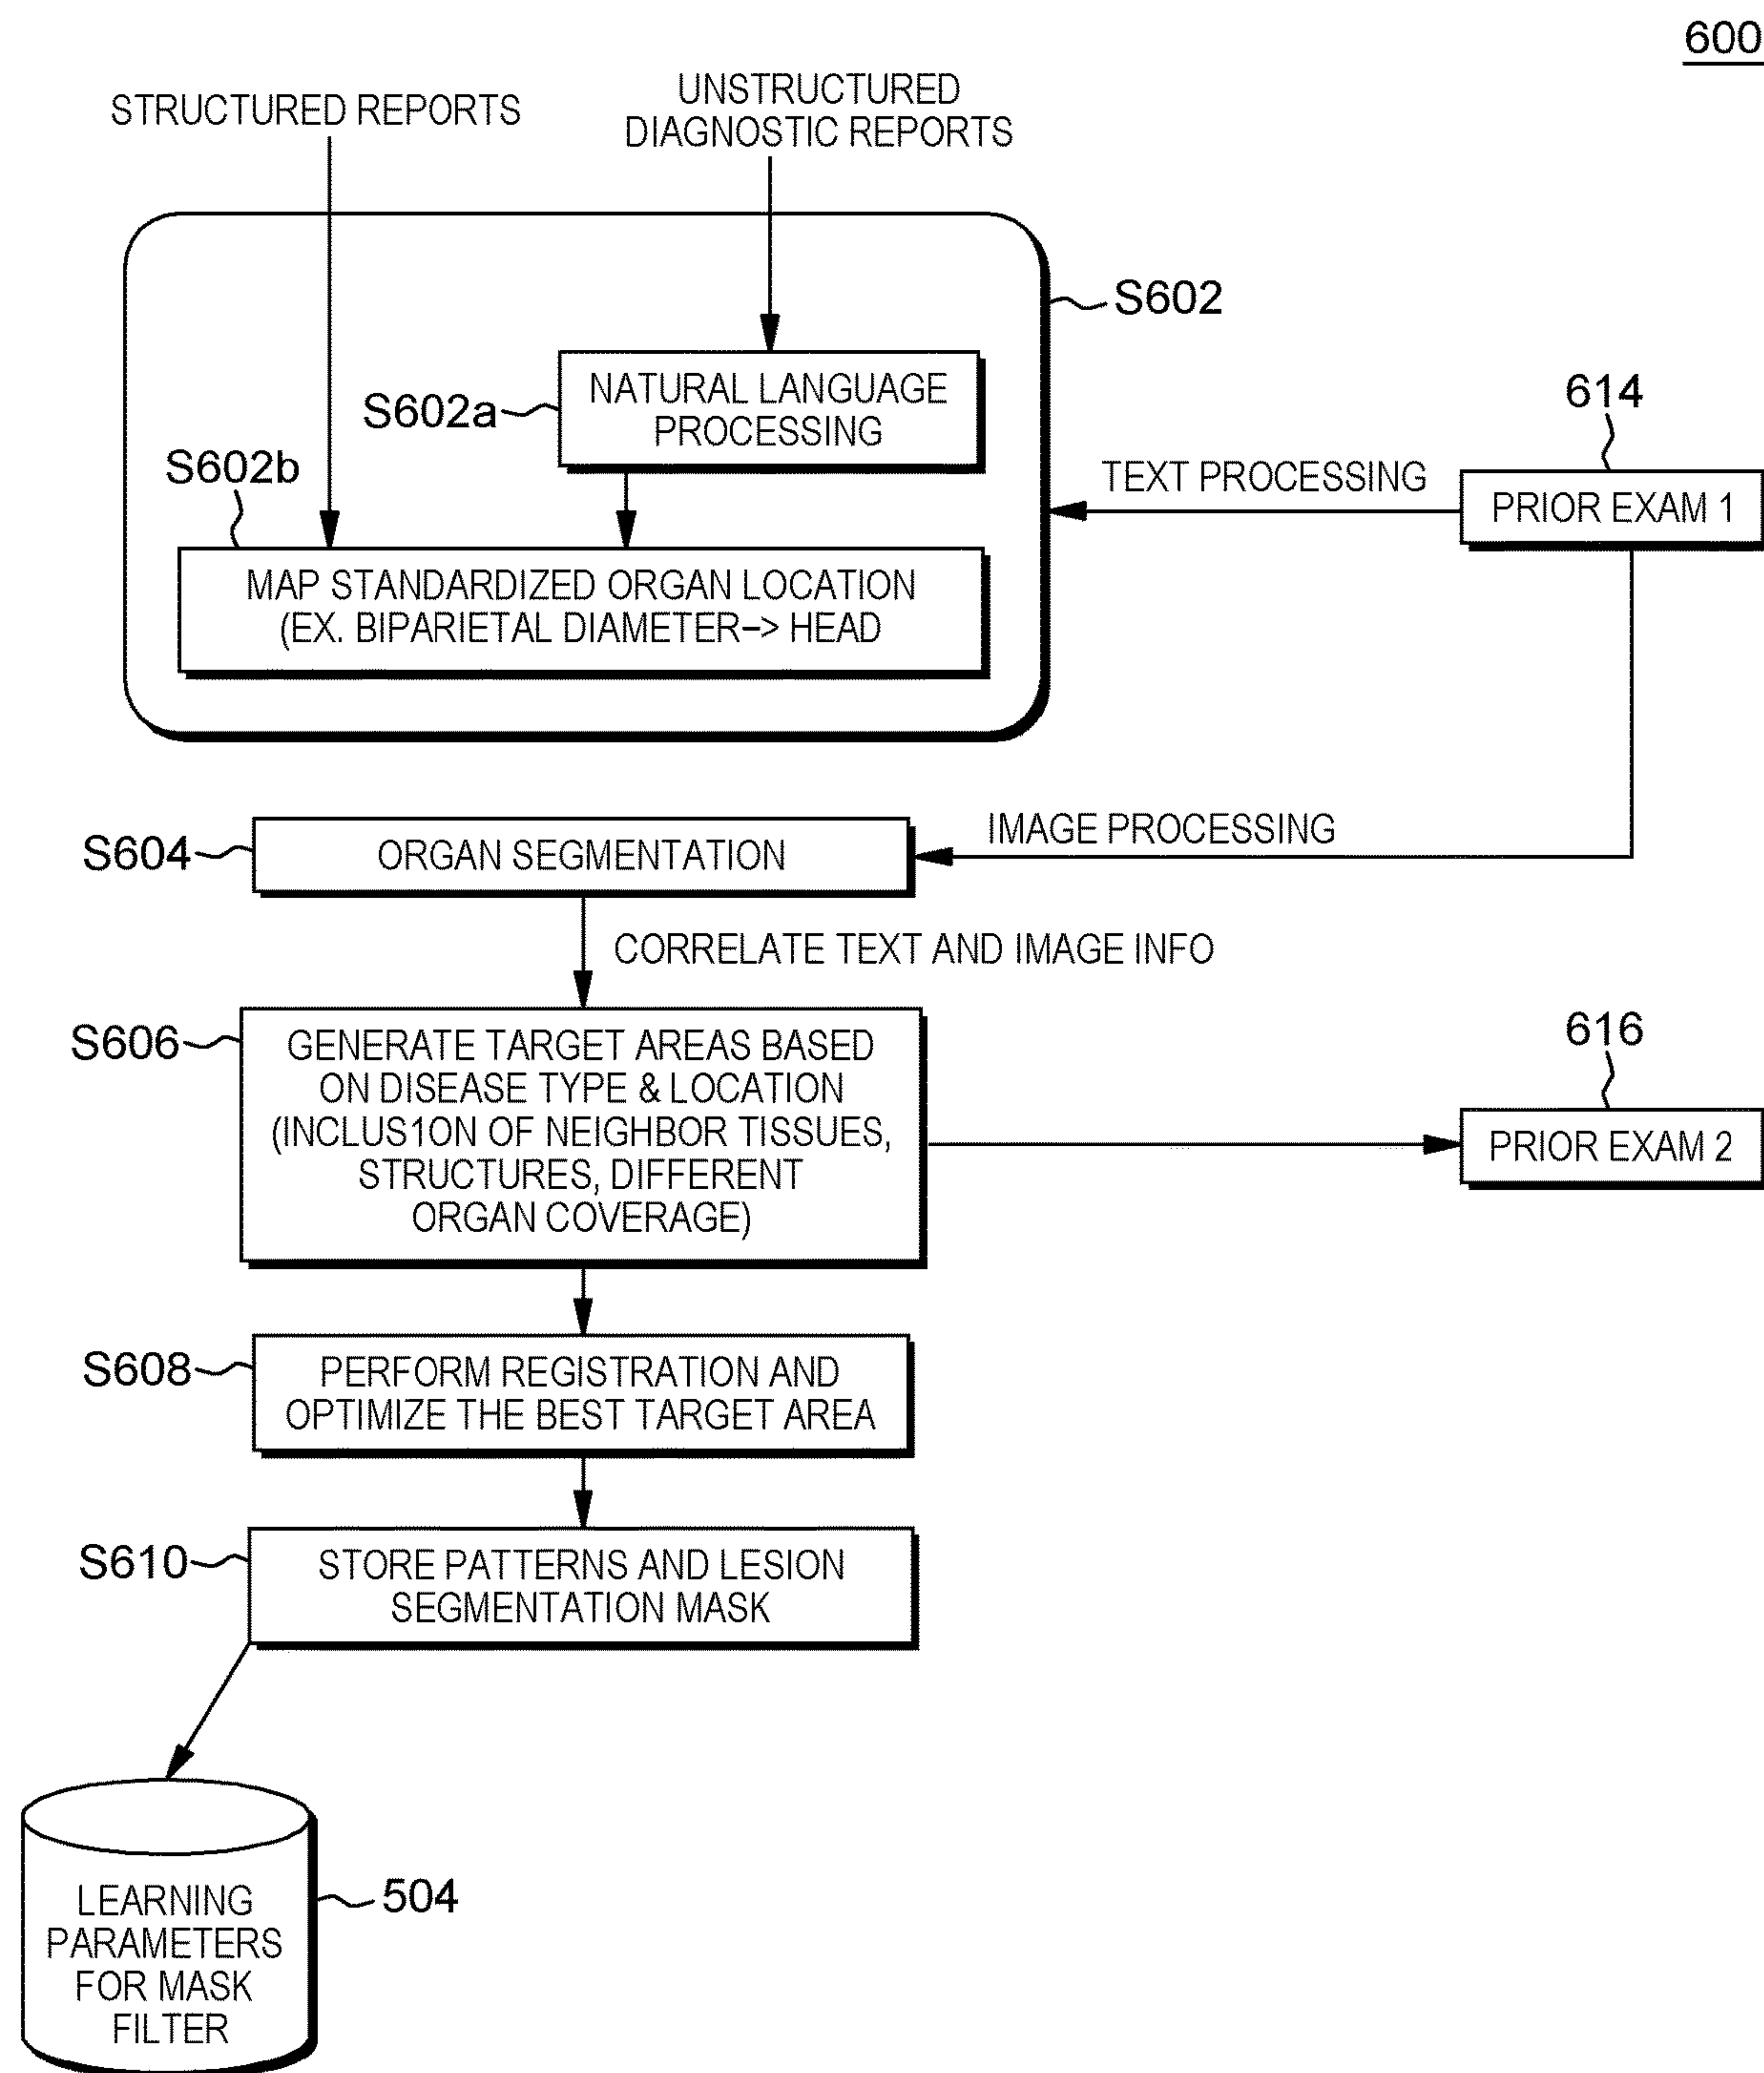 600
STRUCTURED REPORTS
UNSTRUCTURED
DIAGNOSTIC REPORTS
S602
S602a
NATURAL LANGUAGE
PROCESSING
S602b
MAP STANDARDIZED ORGAN LOCATION
(EX. BIPARIETAL DIAMETER–> HEAD
TEXT PROCESSING
614
PRIOR EXAM 1
S604
ORGAN SEGMENTATION
IMAGE PROCESSING
CORRELATE TEXT AND IMAGE INFO
S606
GENERATE TARGET AREAS BASED
ON DISEASE TYPE & LOCATION
(INCLUS1ON OF NEIGHBOR TISSUES,
STRUCTURES, DIFFERENT
ORGAN COVERAGE)
616
PRIOR EXAM 2
S608
PERFORM REGISTRATION AND
OPTIMIZE THE BEST TARGET AREA
S610
STORE PATTERNS AND LESION
SEGMENTATION MASK
LEARNING
PARAMETERS
FOR MASK
FILTER
504